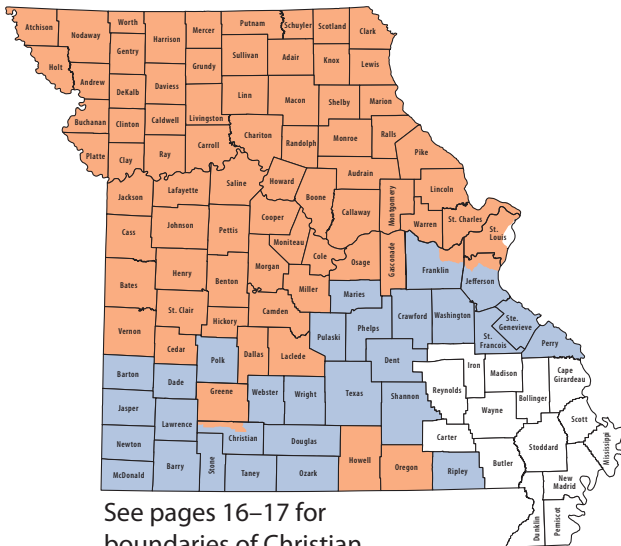 Atchison
Nodaway
Worth
Harrison
Mercer
Putnam
Schuyler
Scotland
Clark
Holt
Andrew
Gentry
DeKalb
Daviess
Grundy
Sullivan
Adair
Knox
Lewis
Buchanan
Clinton
Caldwell
Livingston
Linn
Macon
Shelby
Marion
Platte
Clay
Ray
Carroll
Chariton
Randolph
Monroe
Ralls
Pike
Jackson
Lafayette
Saline
Howard
Boone
Audrain
Callaway
Montgomery
Lincoln
Warren
St. Charles
St.
Louis
Cass
Johnson
Pettis
Cooper
Moniteau
Cole
Osage
Gasconade
Franklin
Jefferson
Bates
Henry
Benton
Morgan
Miller
Maries
Vernon
St. Clair
Hickory
Camden
Pulaski
Phelps
Crawford
Washington
St.
Francois
Ste.
Genevieve
Perry
Cedar
Polk
Dallas
Laclede
Dent
Iron
Madison
Cape
Girardeau
Barton
Dade
Greene
Webster
Wright
Texas
Shannon
Reynolds
Wayne
Bollinger
Scott
Jasper
Lawrence
Christian
Douglas
Carter
Stoddard
Mississippi
Newton
McDonald
Barry
Stone
Taney
Ozark
Howell
Oregon
Ripley
Butler
New
Madrid
Dunklin
Pemiscot
See pages 16–17 for
boundaries of Christian